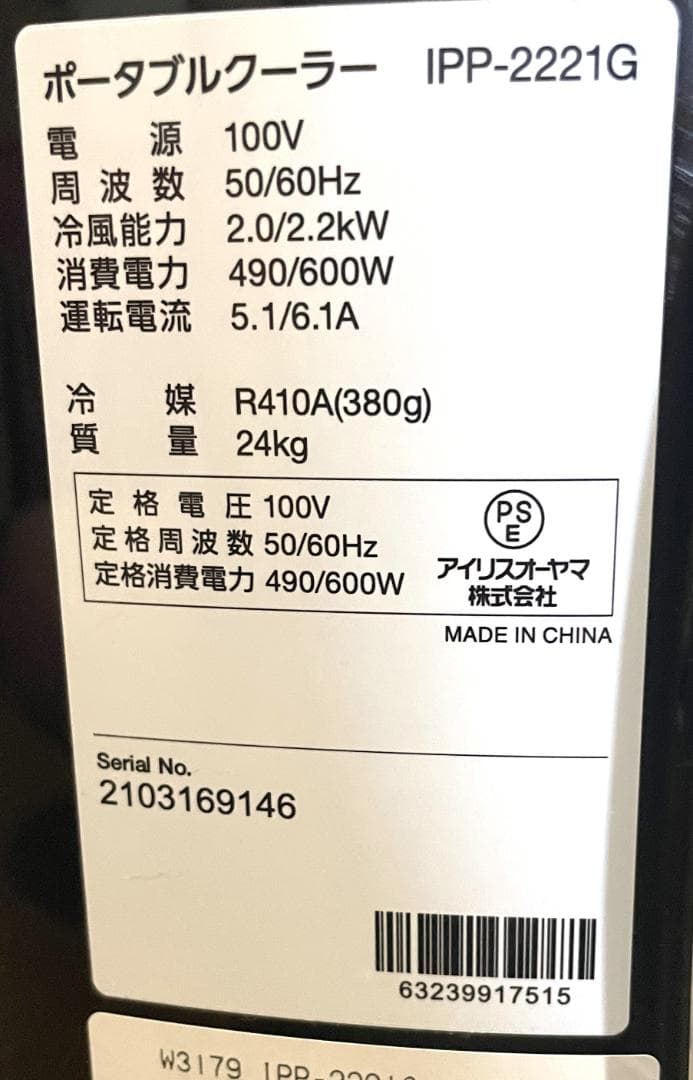 ポータブルクーラー IPP-2221G
電源 100V
周波数 50/60Hz
冷風能力 2.0/2.2kW
消費電力 490/600W
運転電流 5.1/6.1A
冷媒 R410A(380g)
質量 24kg
定格電圧 100V
定格周波数 50/60Hz
定格消費電力 490/600W
PS
E
アイリスオーヤマ
株式会社
MADE IN CHINA
Serial No.
2103169146
63239917515
W3179